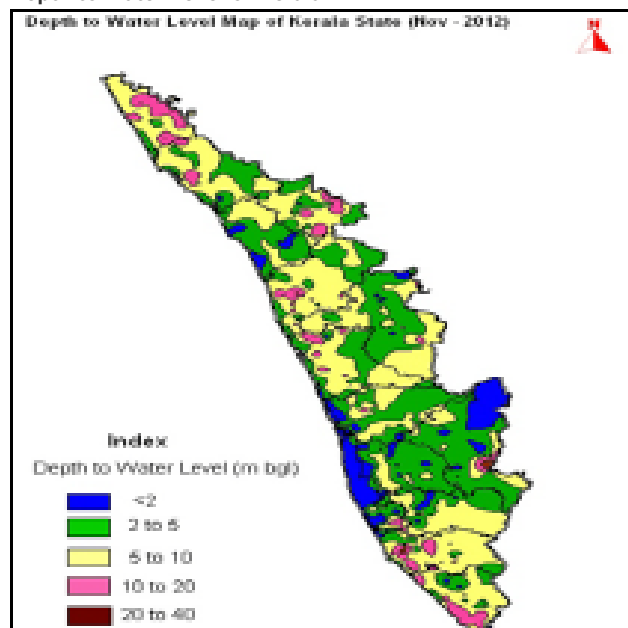 Depth to Water Level Map of Kerala State (Nov - 2012)
N
Index
Depth to Water Level (m bgl)
<2
2 to 5
5 to 10
10 to 20
20 to 40